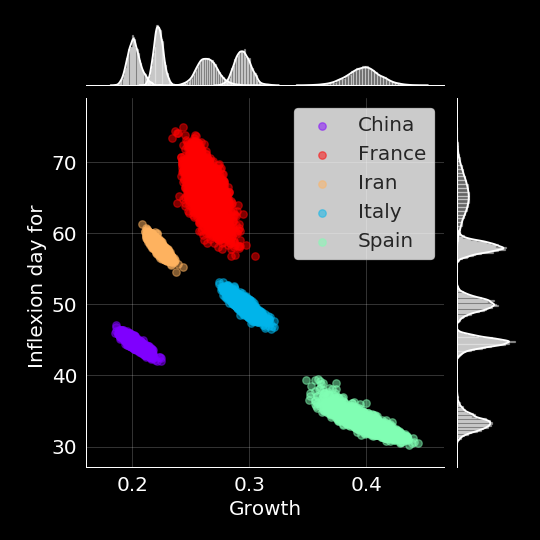 China
France
Iran
Italy
Spain
70
60
50
40
30
Inflexion day for
0.2 0.3 0.4
Growth